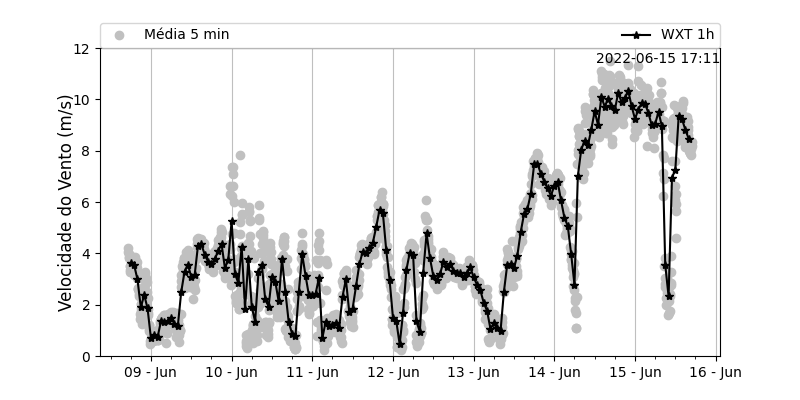 Média 5 min
WXT 1h
2022-06-15 17:11
Velocidade do Vento (m/s)
12
10
8
6
4
2
0
09 - Jun
10 - Jun
11 - Jun
12 - Jun
13 - Jun
14 - Jun
15 - Jun
16 - Jun